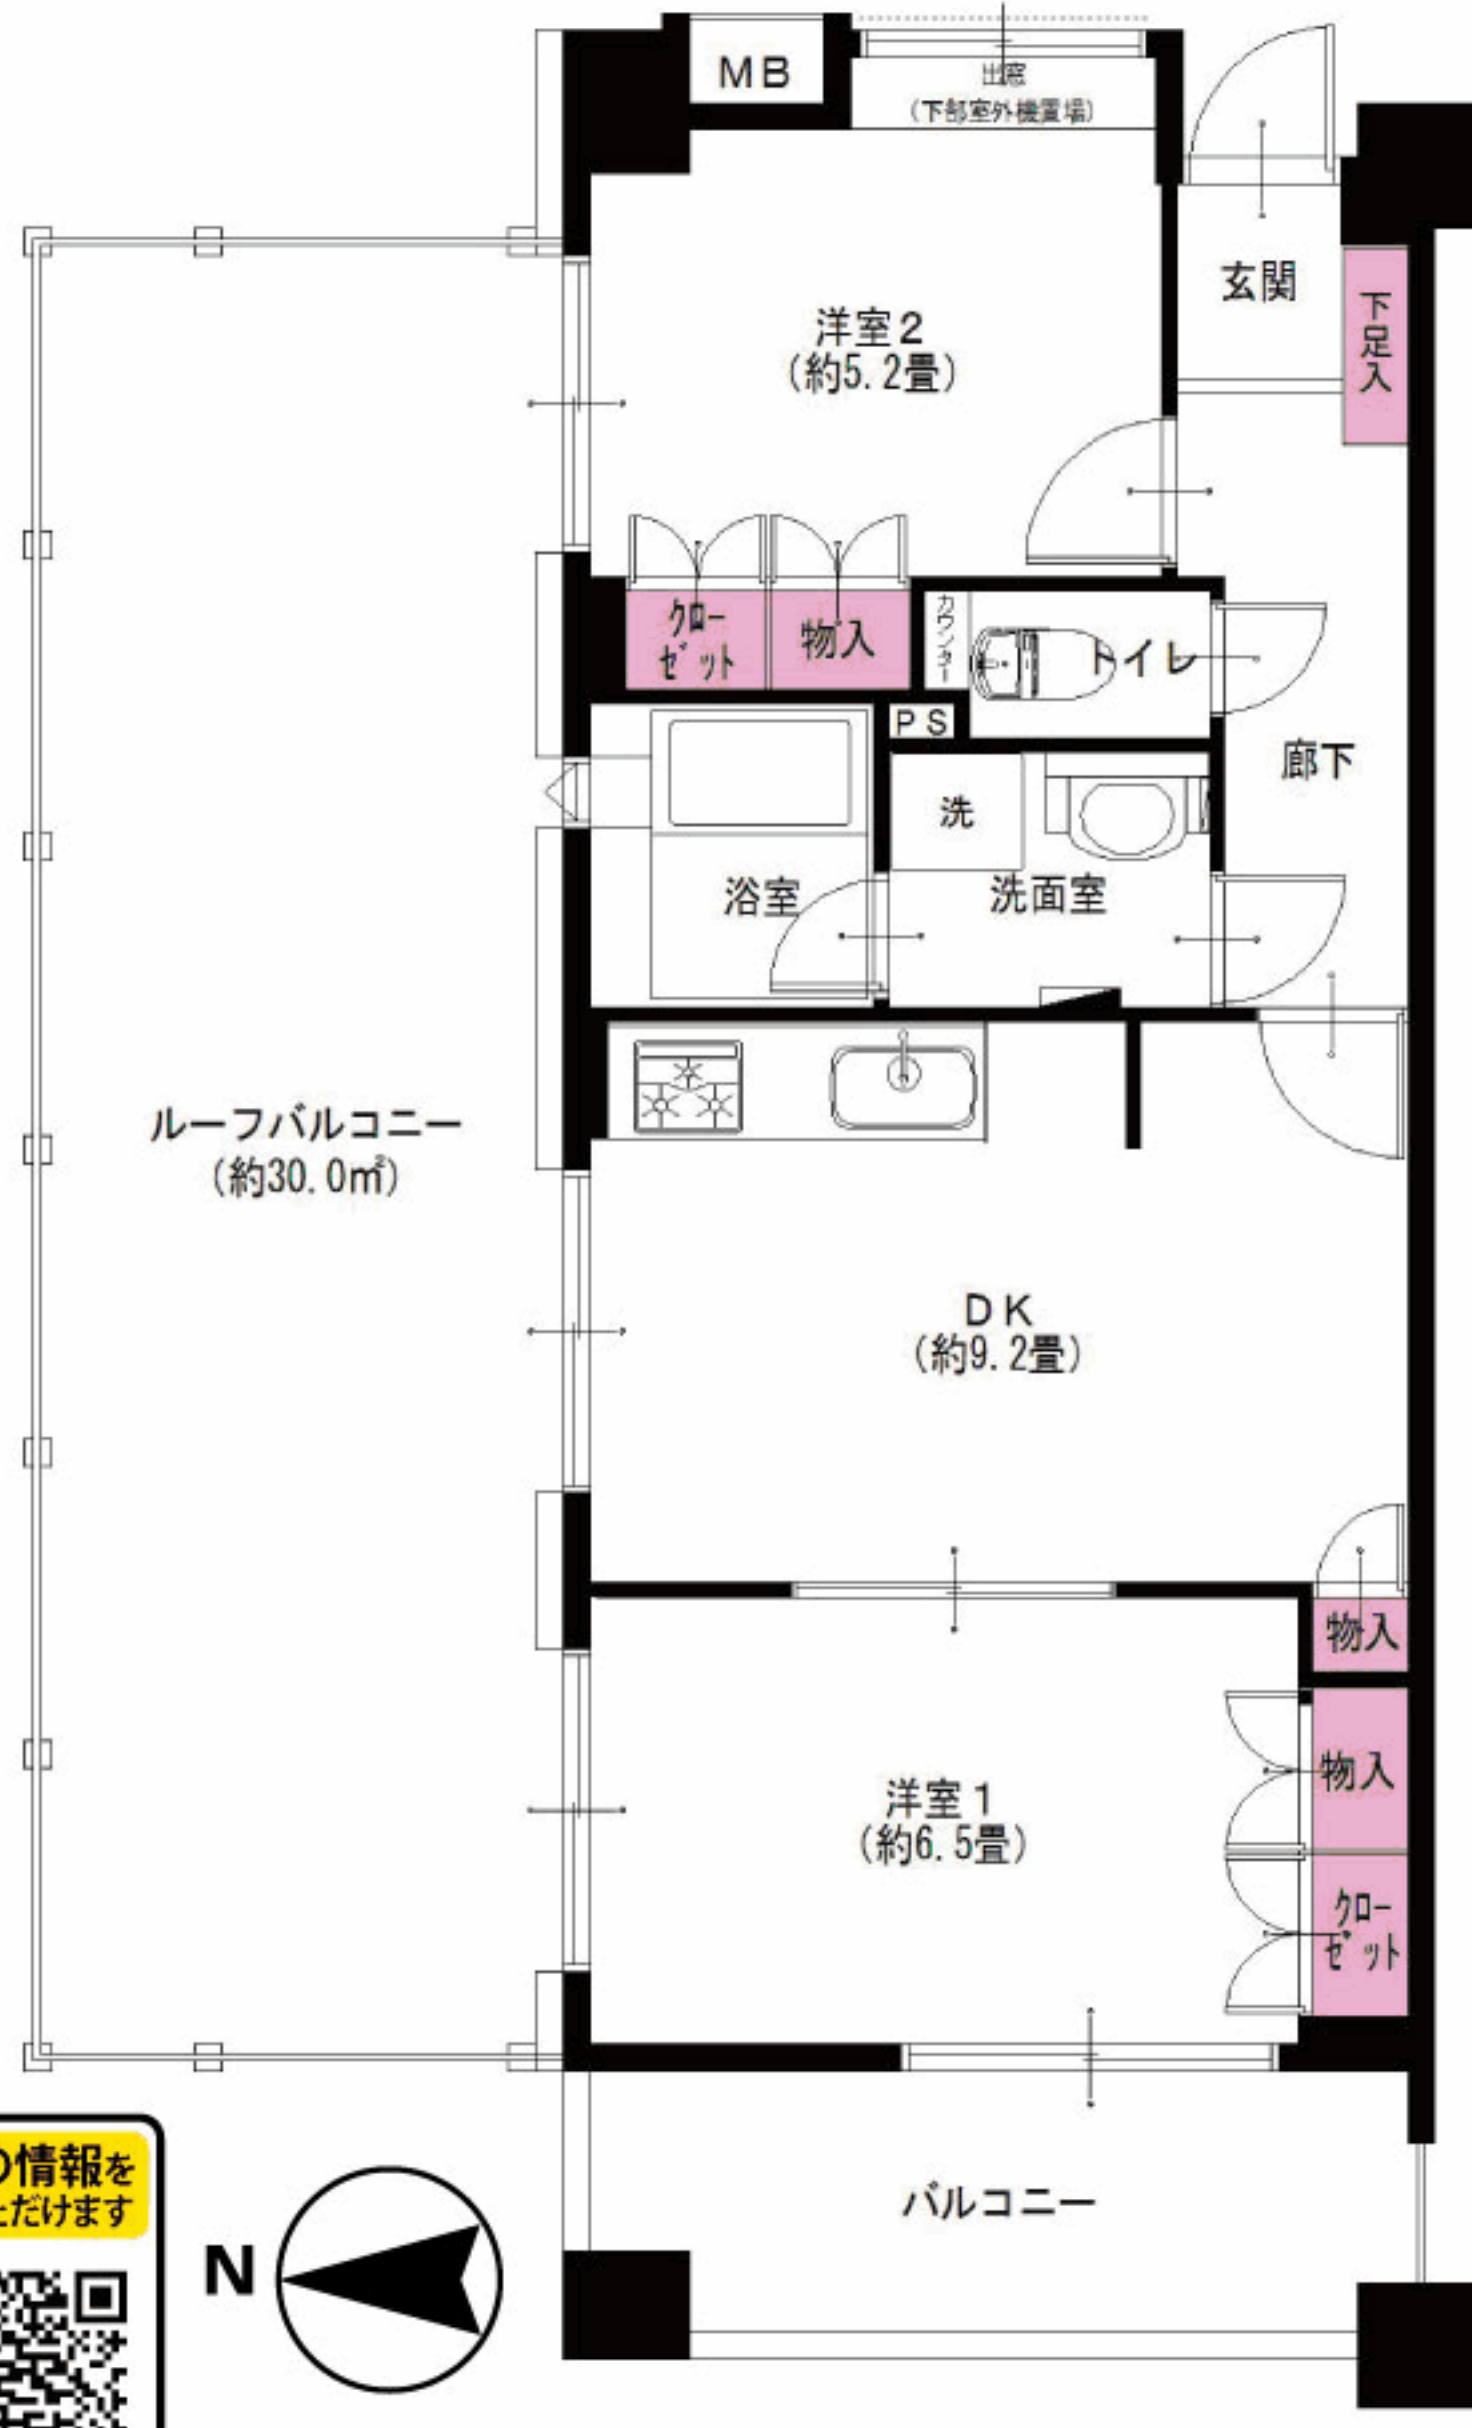 MB
出窓
(下部室外機置場)
玄関
下足入
洋室2
(約5.2畳)
クローゼット
物入
カウンター
トイレ
PS
廊下
洗
浴室
洗面室
ルーフバルコニー
(約30.0㎡)
DK
(約9.2畳)
物入
物入
洋室1
(約6.5畳)
クローゼット
バルコニー
の情報を
ただけます
N